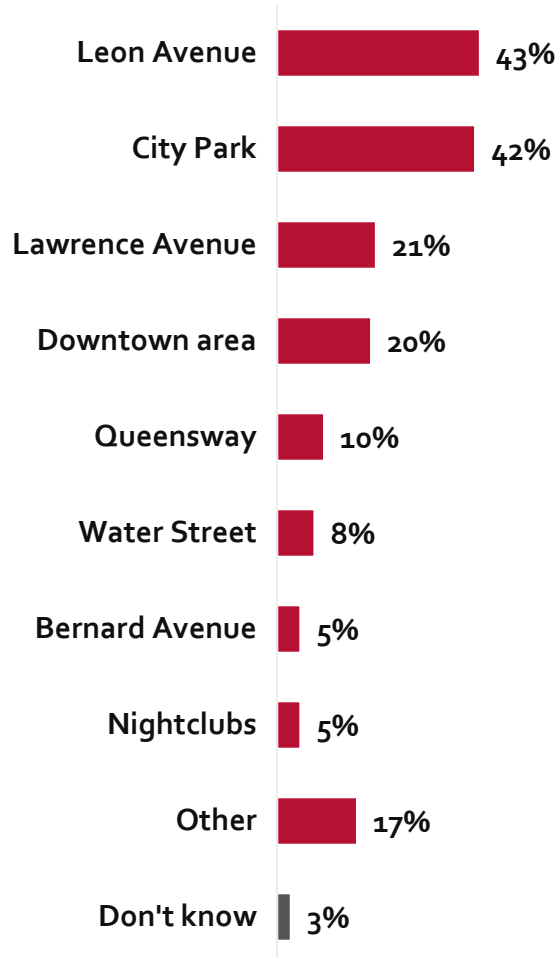 Leon Avenue 43%
City Park 42%
Lawrence Avenue 21%
Downtown area 20%
Queensway 10%
Water Street 8%
Bernard Avenue 5%
Nightclubs 5%
Other 17%
Don't know 3%